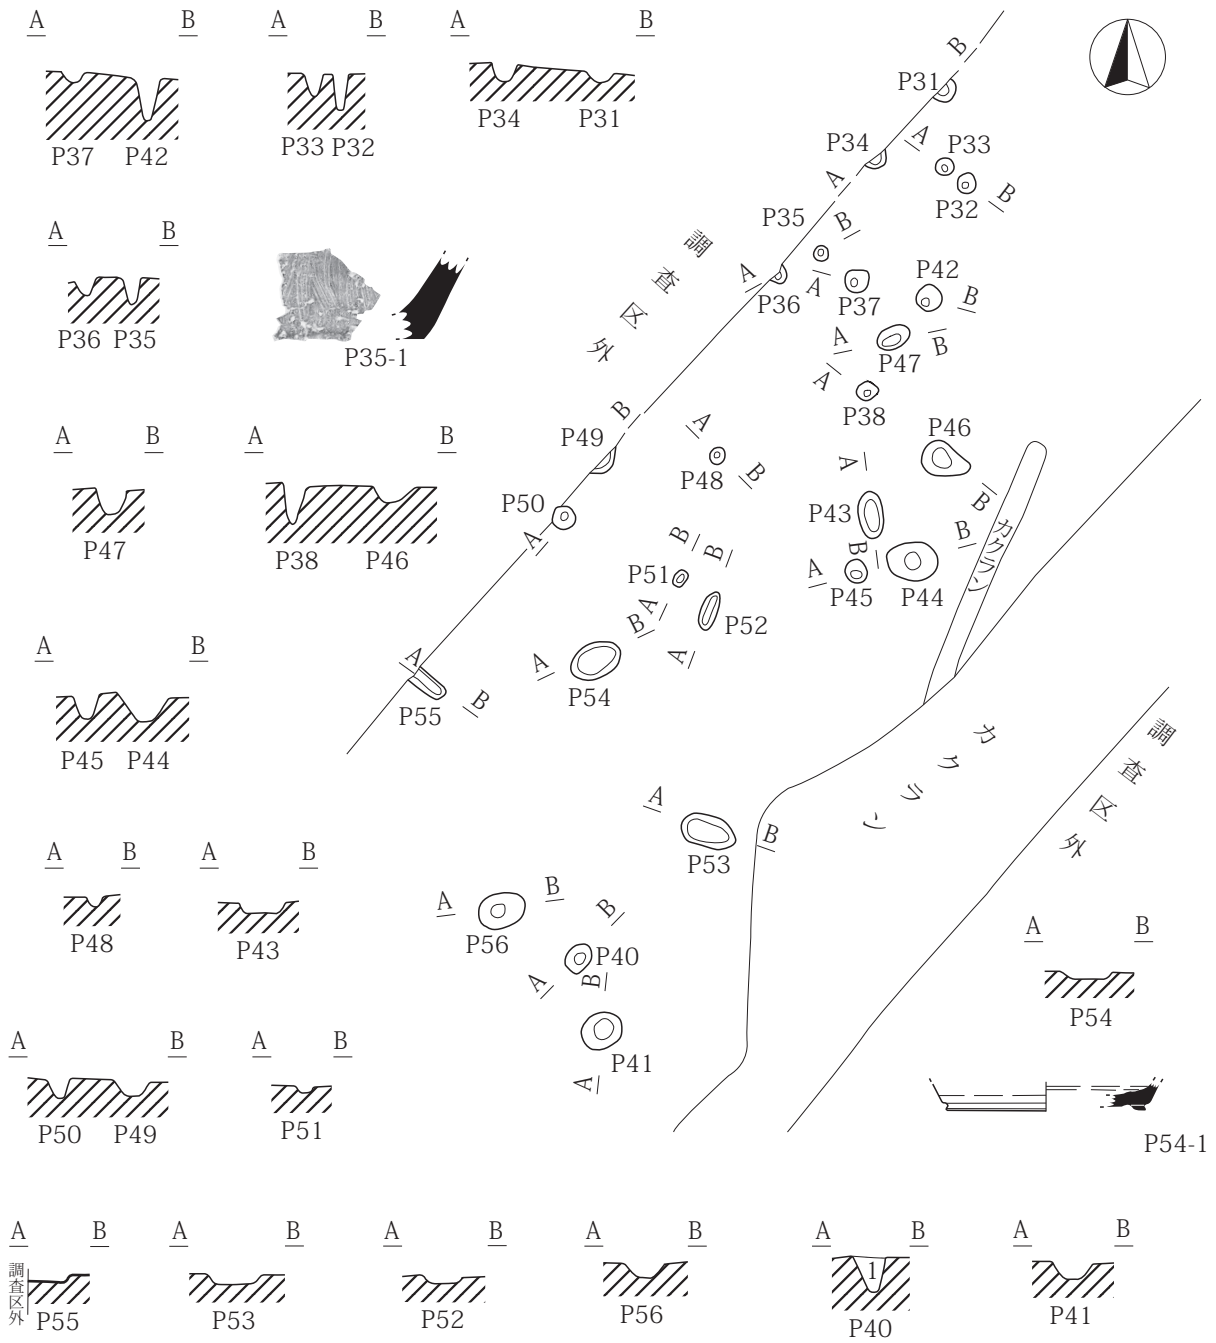 A B
P37 P42
A B
P33 P32
A B
P34 P31
A B
P36 P35
P35-1
A B
P47
A B
P38 P46
A B
P45 P44
A B
P48
A B
P43
A B
P50 P49
A B
P51
B
P31
A
P34
A
P33
P32
B
P35
B
A
P36
A
P37
P42
B
A
P47
B
A
P38
調査区外
B
P49
P50
A
A
P48
B
A
P46
B
P43
B
B
A
P45
P44
カクラン
B
P51
A
B
P52
A
B
A
P54
A
P55
B
カクラン
調査区外
A
P53
B
A
B
P56
B
P40
A
B
P41
A
A B
P54
P54-1
A B
調査区外
P55
A B
P53
A B
P52
A B
P56
A B
1
P40
A B
P41